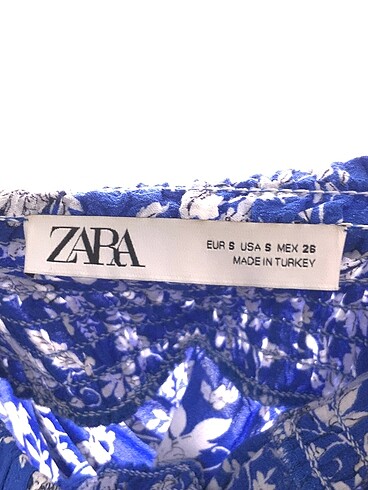 ZARA
EUR S USA S MEX 26
MADE IN TURKEY